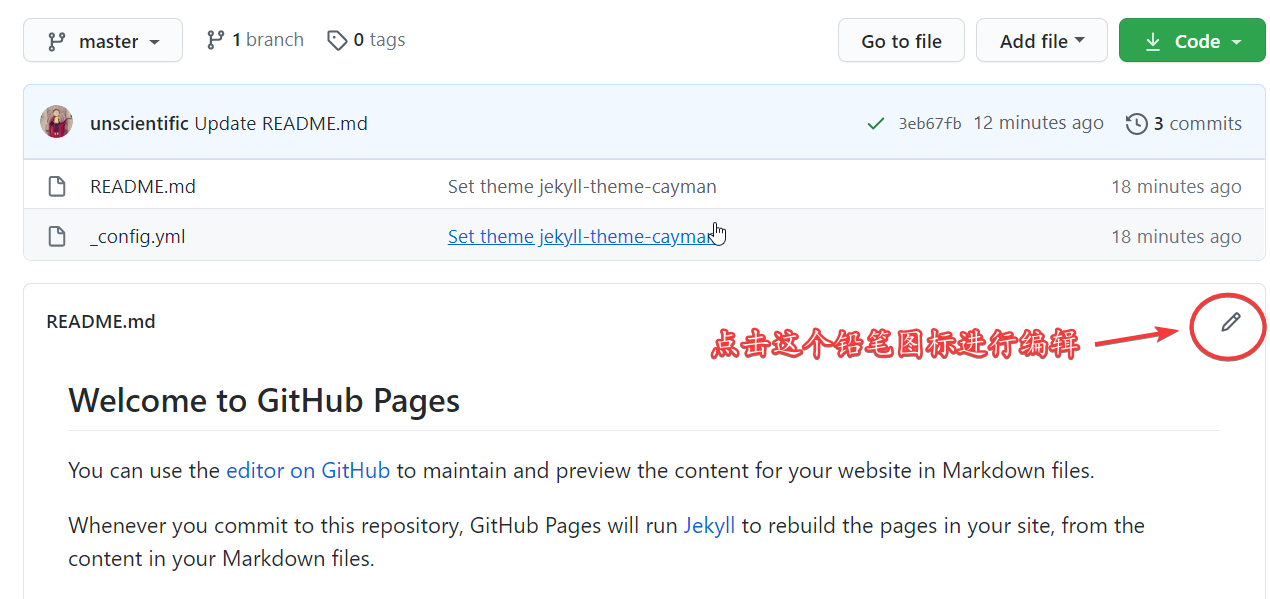 master 1 branch 0 tags Go to file Add file Code
unscientific Update README.md 3eb67fb 12 minutes ago 3 commits
README.md Set theme jekyll-theme-cayman 18 minutes ago
_config.yml Set theme jekyll-theme-cayman 18 minutes ago
README.md
点击这个铅笔图标进行编辑
Welcome to GitHub Pages
You can use the editor on GitHub to maintain and preview the content for your website in Markdown files.
Whenever you commit to this repository, GitHub Pages will run Jekyll to rebuild the pages in your site, from the
content in your Markdown files.